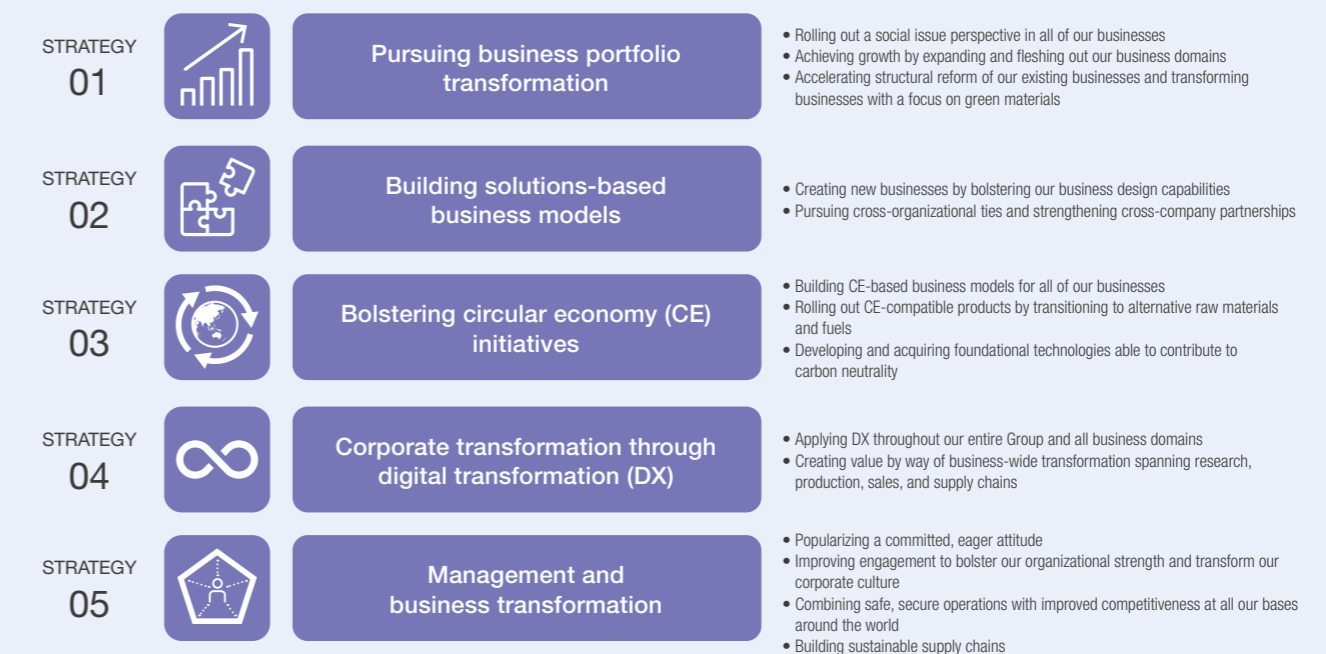 STRATEGY
01
Pursuing business portfolio
transformation
• Rolling out a social issue perspective in all of our businesses
• Achieving growth by expanding and fleshing out our business domains
• Accelerating structural reform of our existing businesses and transforming
businesses with a focus on green materials
STRATEGY
02
Building solutions-based
business models
• Creating new businesses by bolstering our business design capabilities
• Pursuing cross-organizational ties and strengthening cross-company partnerships
STRATEGY
03
Bolstering circular economy (CE)
initiatives
• Building CE-based business models for all of our businesses
• Rolling out CE-compatible products by transitioning to alternative raw materials
and fuels
• Developing and acquiring foundational technologies able to contribute to
carbon neutrality
STRATEGY
04
Corporate transformation through
digital transformation (DX)
• Applying DX throughout our entire Group and all business domains
• Creating value by way of business-wide transformation spanning research,
production, sales, and supply chains
STRATEGY
05
Management and
business transformation
• Popularizing a committed, eager attitude
• Improving engagement to bolster our organizational strength and transform our
corporate culture
• Combining safe, secure operations with improved competitiveness at all our bases
around the world
• Building sustainable supply chains